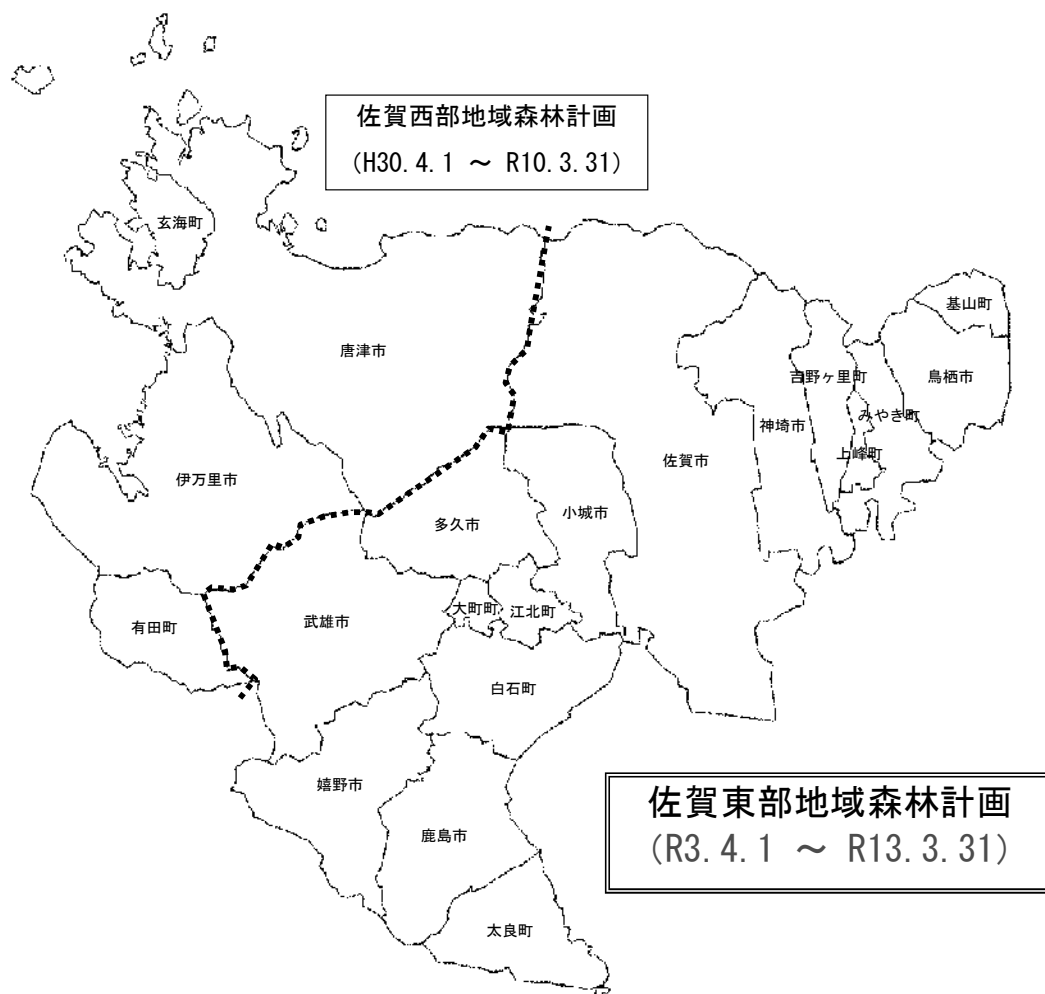 佐賀西部地域森林計画
（H30.4.1 ～ R10.3.31）
玄海町
基山町
唐津市
吉野ヶ里町
鳥栖市
みやき町
神埼市
上峰町
佐賀市
伊万里市
多久市
小城市
大町町
江北町
有田町
武雄市
白石町
嬉野市
佐賀東部地域森林計画
（R3.4.1 ～ R13.3.31）
鹿島市
太良町